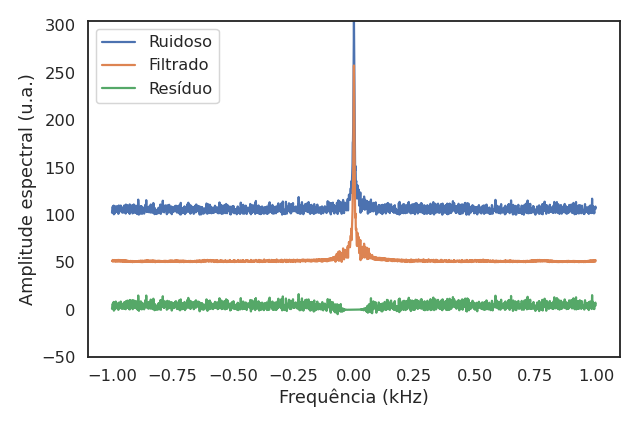 Ruidoso
Filtrado
Resíduo
300
250
200
150
100
50
0
−50
Amplitude espectral (u.a.)
−1.00 −0.75 −0.50 −0.25 0.00 0.25 0.50 0.75 1.00
Frequência (kHz)